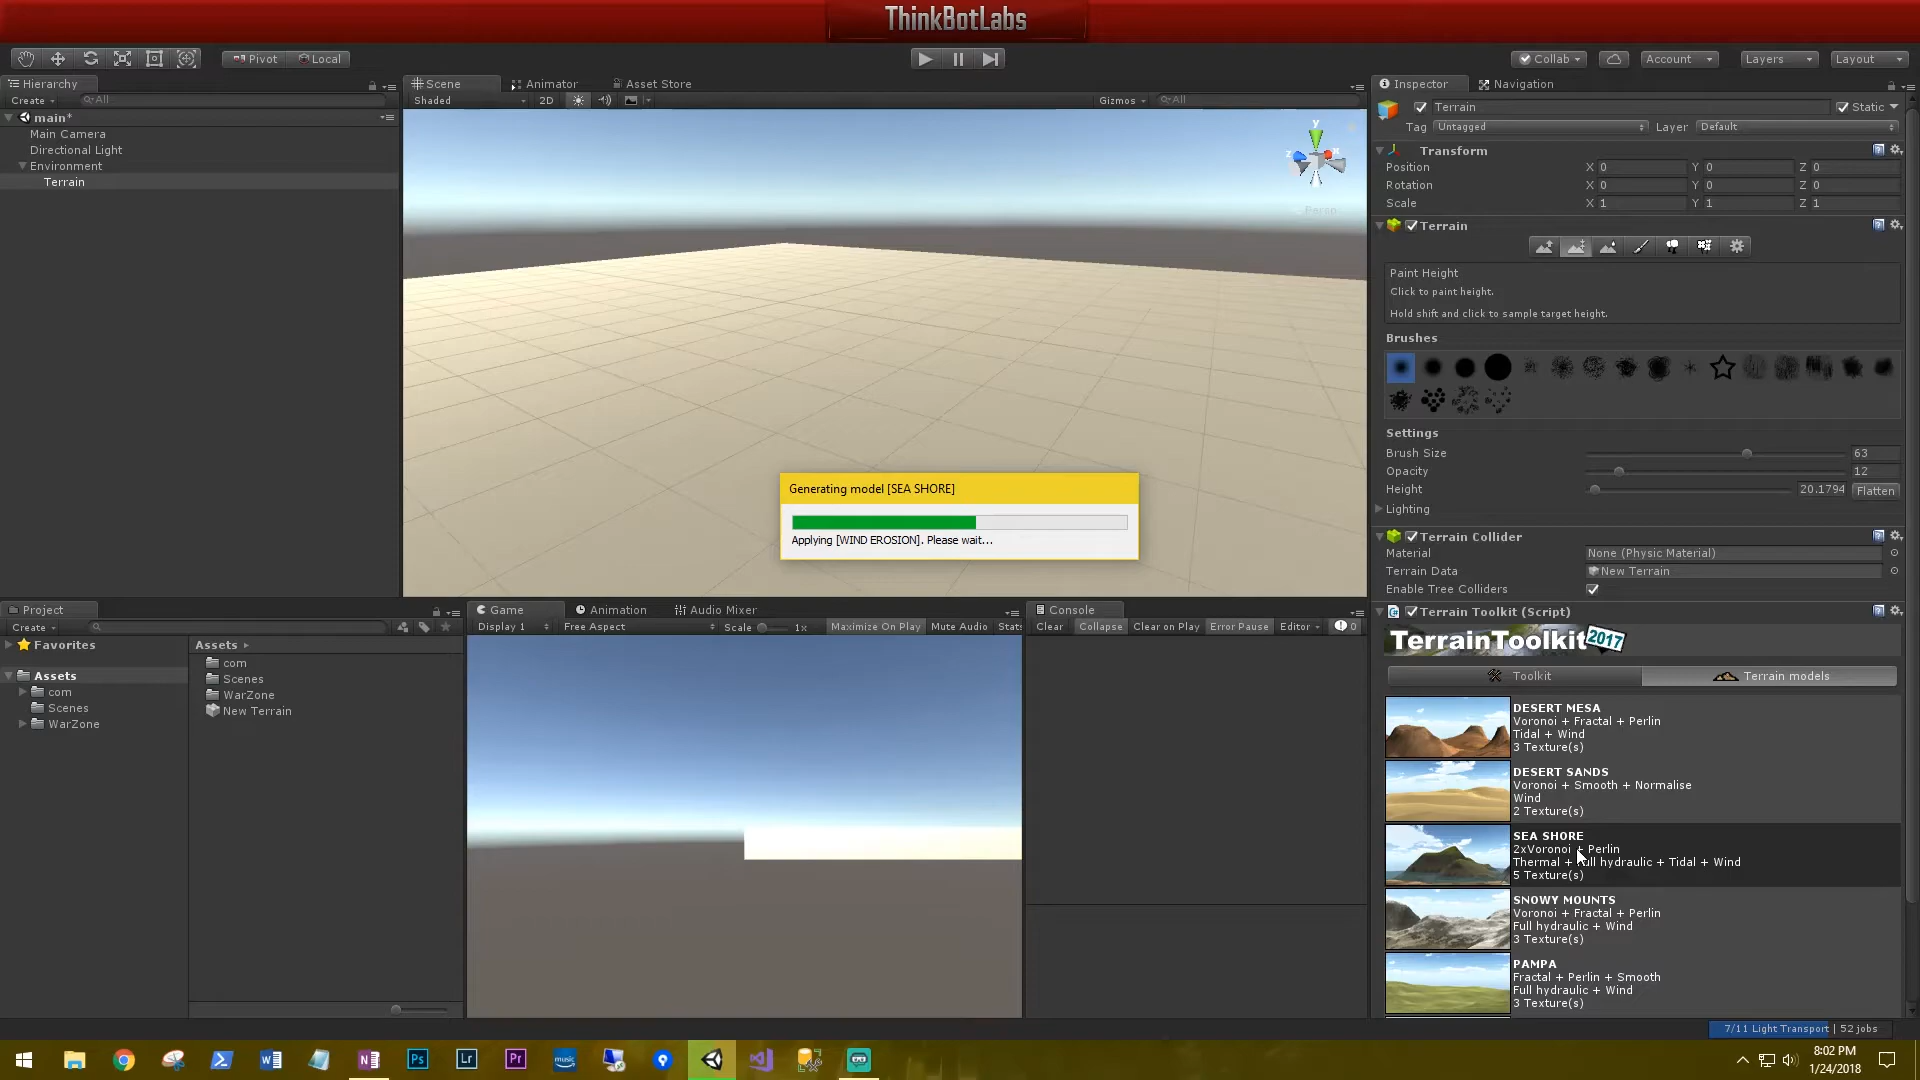 ThinkBotLabs
Pivot
Local
Collab
Account
Layers
Layout
Hierarchy
Create
All
main*
Main Camera
Directional Light
Environment
Terrain
Scene
Animator
Asset Store
Shaded
2D
Gizmos
All
y
z
x
Persp
Generating model [SEA SHORE]
Applying [WIND EROSION]. Please wait...
Inspector
Navigation
Terrain
Static
Tag Untagged
Layer Default
Transform
Position X 0 Y 0 Z 0
Rotation X 0 Y 0 Z 0
Scale X 1 Y 1 Z 1
Terrain
Paint Height
Click to paint height.
Hold shift and click to sample target height.
Brushes
Settings
Brush Size 63
Opacity 12
Height 20.1794 Flatten
Lighting
Terrain Collider
Material None (Physic Material)
Terrain Data New Terrain
Enable Tree Colliders
Terrain Toolkit (Script)
TerrainToolkit 2017
Toolkit
Terrain models
DESERT MESA
Voronoi + Fractal + Perlin
Tidal + Wind
3 Texture(s)
DESERT SANDS
Voronoi + Smooth + Normalise
Wind
2 Texture(s)
SEA SHORE
2xVoronoi + Perlin
Thermal + Full hydraulic + Tidal + Wind
5 Texture(s)
SNOWY MOUNTS
Voronoi + Fractal + Perlin
Full hydraulic + Wind
3 Texture(s)
PAMPA
Fractal + Perlin + Smooth
Full hydraulic + Wind
3 Texture(s)
Project
Create
Favorites
Assets
com
Scenes
WarZone
Assets
com
Scenes
WarZone
New Terrain
Game
Animation
Audio Mixer
Display 1
Free Aspect
Scale
1x
Maximize On Play
Mute Audio
Stats
Console
Clear
Collapse
Clear on Play
Error Pause
Editor
0
7/11 Light Transport | 52 jobs
Ps
Lr
Pr
music
8:02 PM
1/24/2018